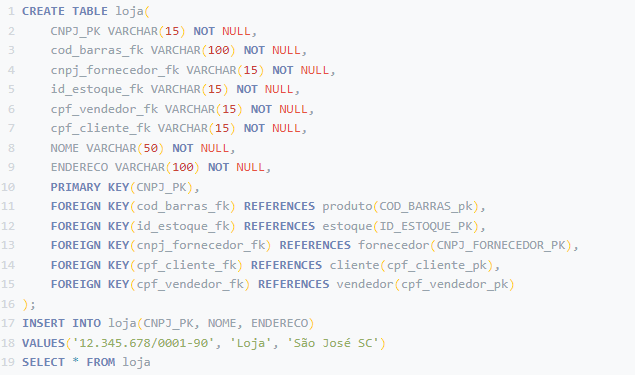 1 CREATE TABLE loja(
2 CNPJ_PK VARCHAR(15) NOT NULL,
3 cod_barras_fk VARCHAR(100) NOT NULL,
4 cnpj_fornecedor_fk VARCHAR(15) NOT NULL,
5 id_estoque_fk VARCHAR(15) NOT NULL,
6 cpf_vendedor_fk VARCHAR(15) NOT NULL,
7 cpf_cliente_fk VARCHAR(15) NOT NULL,
8 NOME VARCHAR(50) NOT NULL,
9 ENDERECO VARCHAR(100) NOT NULL,
10 PRIMARY KEY(CNPJ_PK),
11 FOREIGN KEY(cod_barras_fk) REFERENCES produto(COD_BARRAS_pk),
12 FOREIGN KEY(id_estoque_fk) REFERENCES estoque(ID_ESTOQUE_PK),
13 FOREIGN KEY(cnpj_fornecedor_fk) REFERENCES fornecedor(CNPJ_FORNECEDOR_PK),
14 FOREIGN KEY(cpf_cliente_fk) REFERENCES cliente(cpf_cliente_pk),
15 FOREIGN KEY(cpf_vendedor_fk) REFERENCES vendedor(cpf_vendedor_pk)
16 );
17 INSERT INTO loja(CNPJ_PK, NOME, ENDERECO)
18 VALUES('12.345.678/0001-90', 'Loja', 'São José SC')
19 SELECT * FROM loja